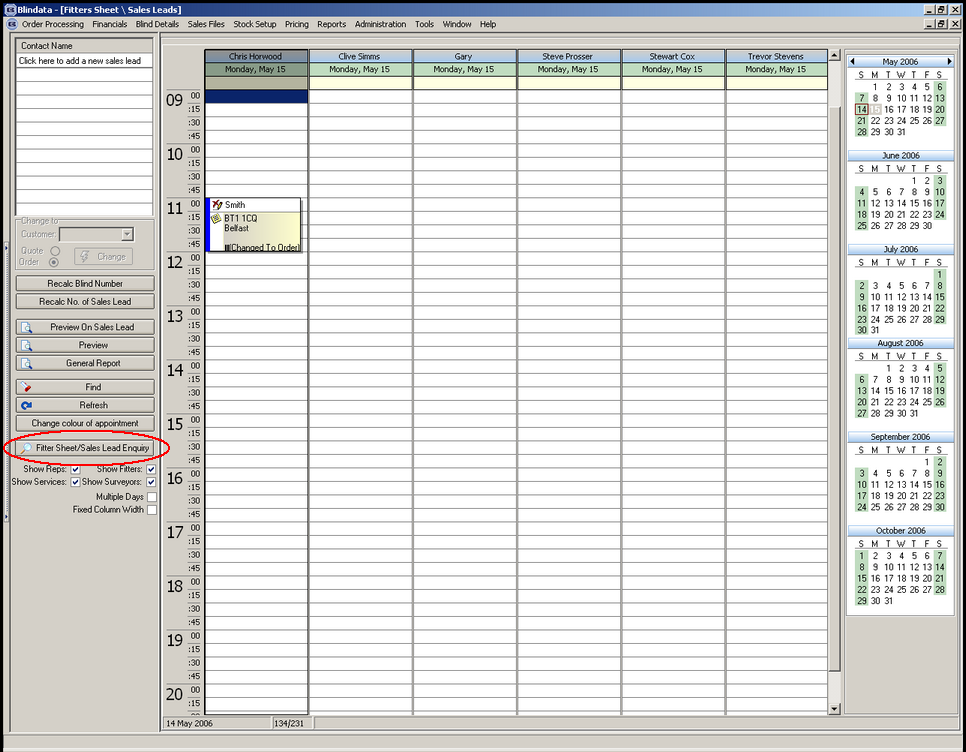 Blindata - [Fitters Sheet \ Sales Leads]
Order Processing Financials Blind Details Sales Files Stock Setup Pricing Reports Administration Tools Window Help
Contact Name
Click here to add a new sales lead
Change to
Customer:
Quote
Order
Change
Recalc Blind Number
Recalc No. of Sales Lead
Preview On Sales Lead
Preview
General Report
Find
Refresh
Change colour of appointment
Fitter Sheet/Sales Lead Enquiry
Show Reps: Show Fitters:
Show Services: Show Surveyors:
Multiple Days
Fixed Column Width
Chris Horwood Clive Simms Gary Steve Prosser Stewart Cox Trevor Stevens
Monday, May 15 Monday, May 15 Monday, May 15 Monday, May 15 Monday, May 15 Monday, May 15
09 00
:15
:30
:45
10 00
:15
:30
:45
11 00
:15
:30
:45
12 00
:15
:30
:45
13 00
:15
:30
:45
14 00
:15
:30
:45
15 00
:15
:30
:45
16 00
:15
:30
:45
17 00
:15
:30
:45
18 00
:15
:30
:45
19 00
:15
:30
:45
20 00
:15
Smith
BT1 1CQ
Belfast
[Changed To Order]
14 May 2006 134/231
May 2006
S M T W T F S
1 2 3 4 5 6
7 8 9 10 11 12 13
14 15 16 17 18 19 20
21 22 23 24 25 26 27
28 29 30 31
June 2006
S M T W T F S
1 2 3
4 5 6 7 8 9 10
11 12 13 14 15 16 17
18 19 20 21 22 23 24
25 26 27 28 29 30
July 2006
S M T W T F S
1
2 3 4 5 6 7 8
9 10 11 12 13 14 15
16 17 18 19 20 21 22
23 24 25 26 27 28 29
30 31
August 2006
S M T W T F S
1 2 3 4 5
6 7 8 9 10 11 12
13 14 15 16 17 18 19
20 21 22 23 24 25 26
27 28 29 30 31
September 2006
S M T W T F S
1 2
3 4 5 6 7 8 9
10 11 12 13 14 15 16
17 18 19 20 21 22 23
24 25 26 27 28 29 30
October 2006
S M T W T F S
1 2 3 4 5 6 7
8 9 10 11 12 13 14
15 16 17 18 19 20 21
22 23 24 25 26 27 28
29 30 31